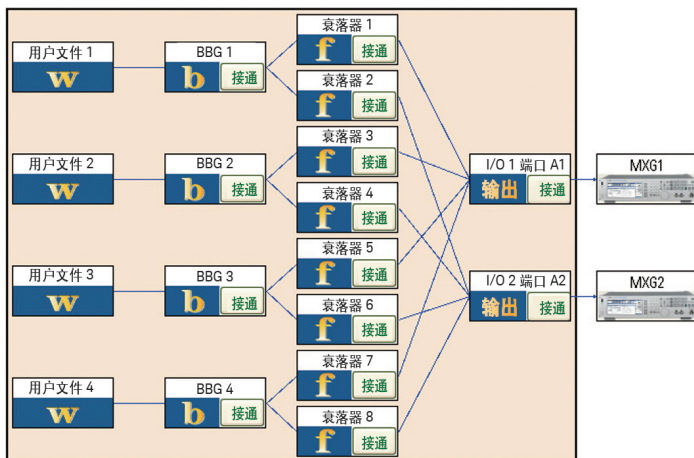 用户文件 1
w
BBG 1
b 接通
衰落器 1
f 接通
衰落器 2
f 接通
用户文件 2
w
BBG 2
b 接通
衰落器 3
f 接通
衰落器 4
f 接通
用户文件 3
w
BBG 3
b 接通
衰落器 5
f 接通
衰落器 6
f 接通
用户文件 4
w
BBG 4
b 接通
衰落器 7
f 接通
衰落器 8
f 接通
I/O 1 端口 A1
输出 接通
MXG1
I/O 2 端口 A2
输出 接通
MXG2